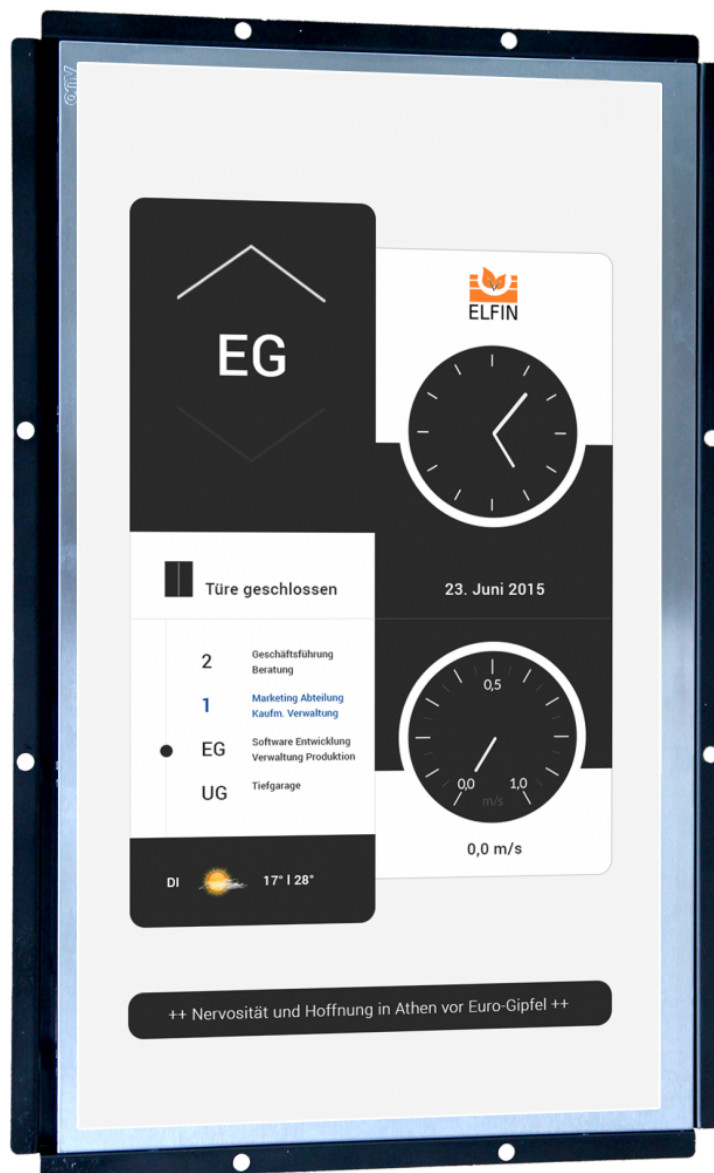 AUO
EG
Türe geschlossen
2
Geschäftsführung
Beratung
1
Marketing Abteilung
Kaufm. Verwaltung
EG
Software Entwicklung
Verwaltung Produktion
UG
Tiefgarage
DI
17° | 28°
ELFIN
23. Juni 2015
0,5
0,0
1,0
m/s
0,0 m/s
++ Nervosität und Hoffnung in Athen vor Euro-Gipfel ++